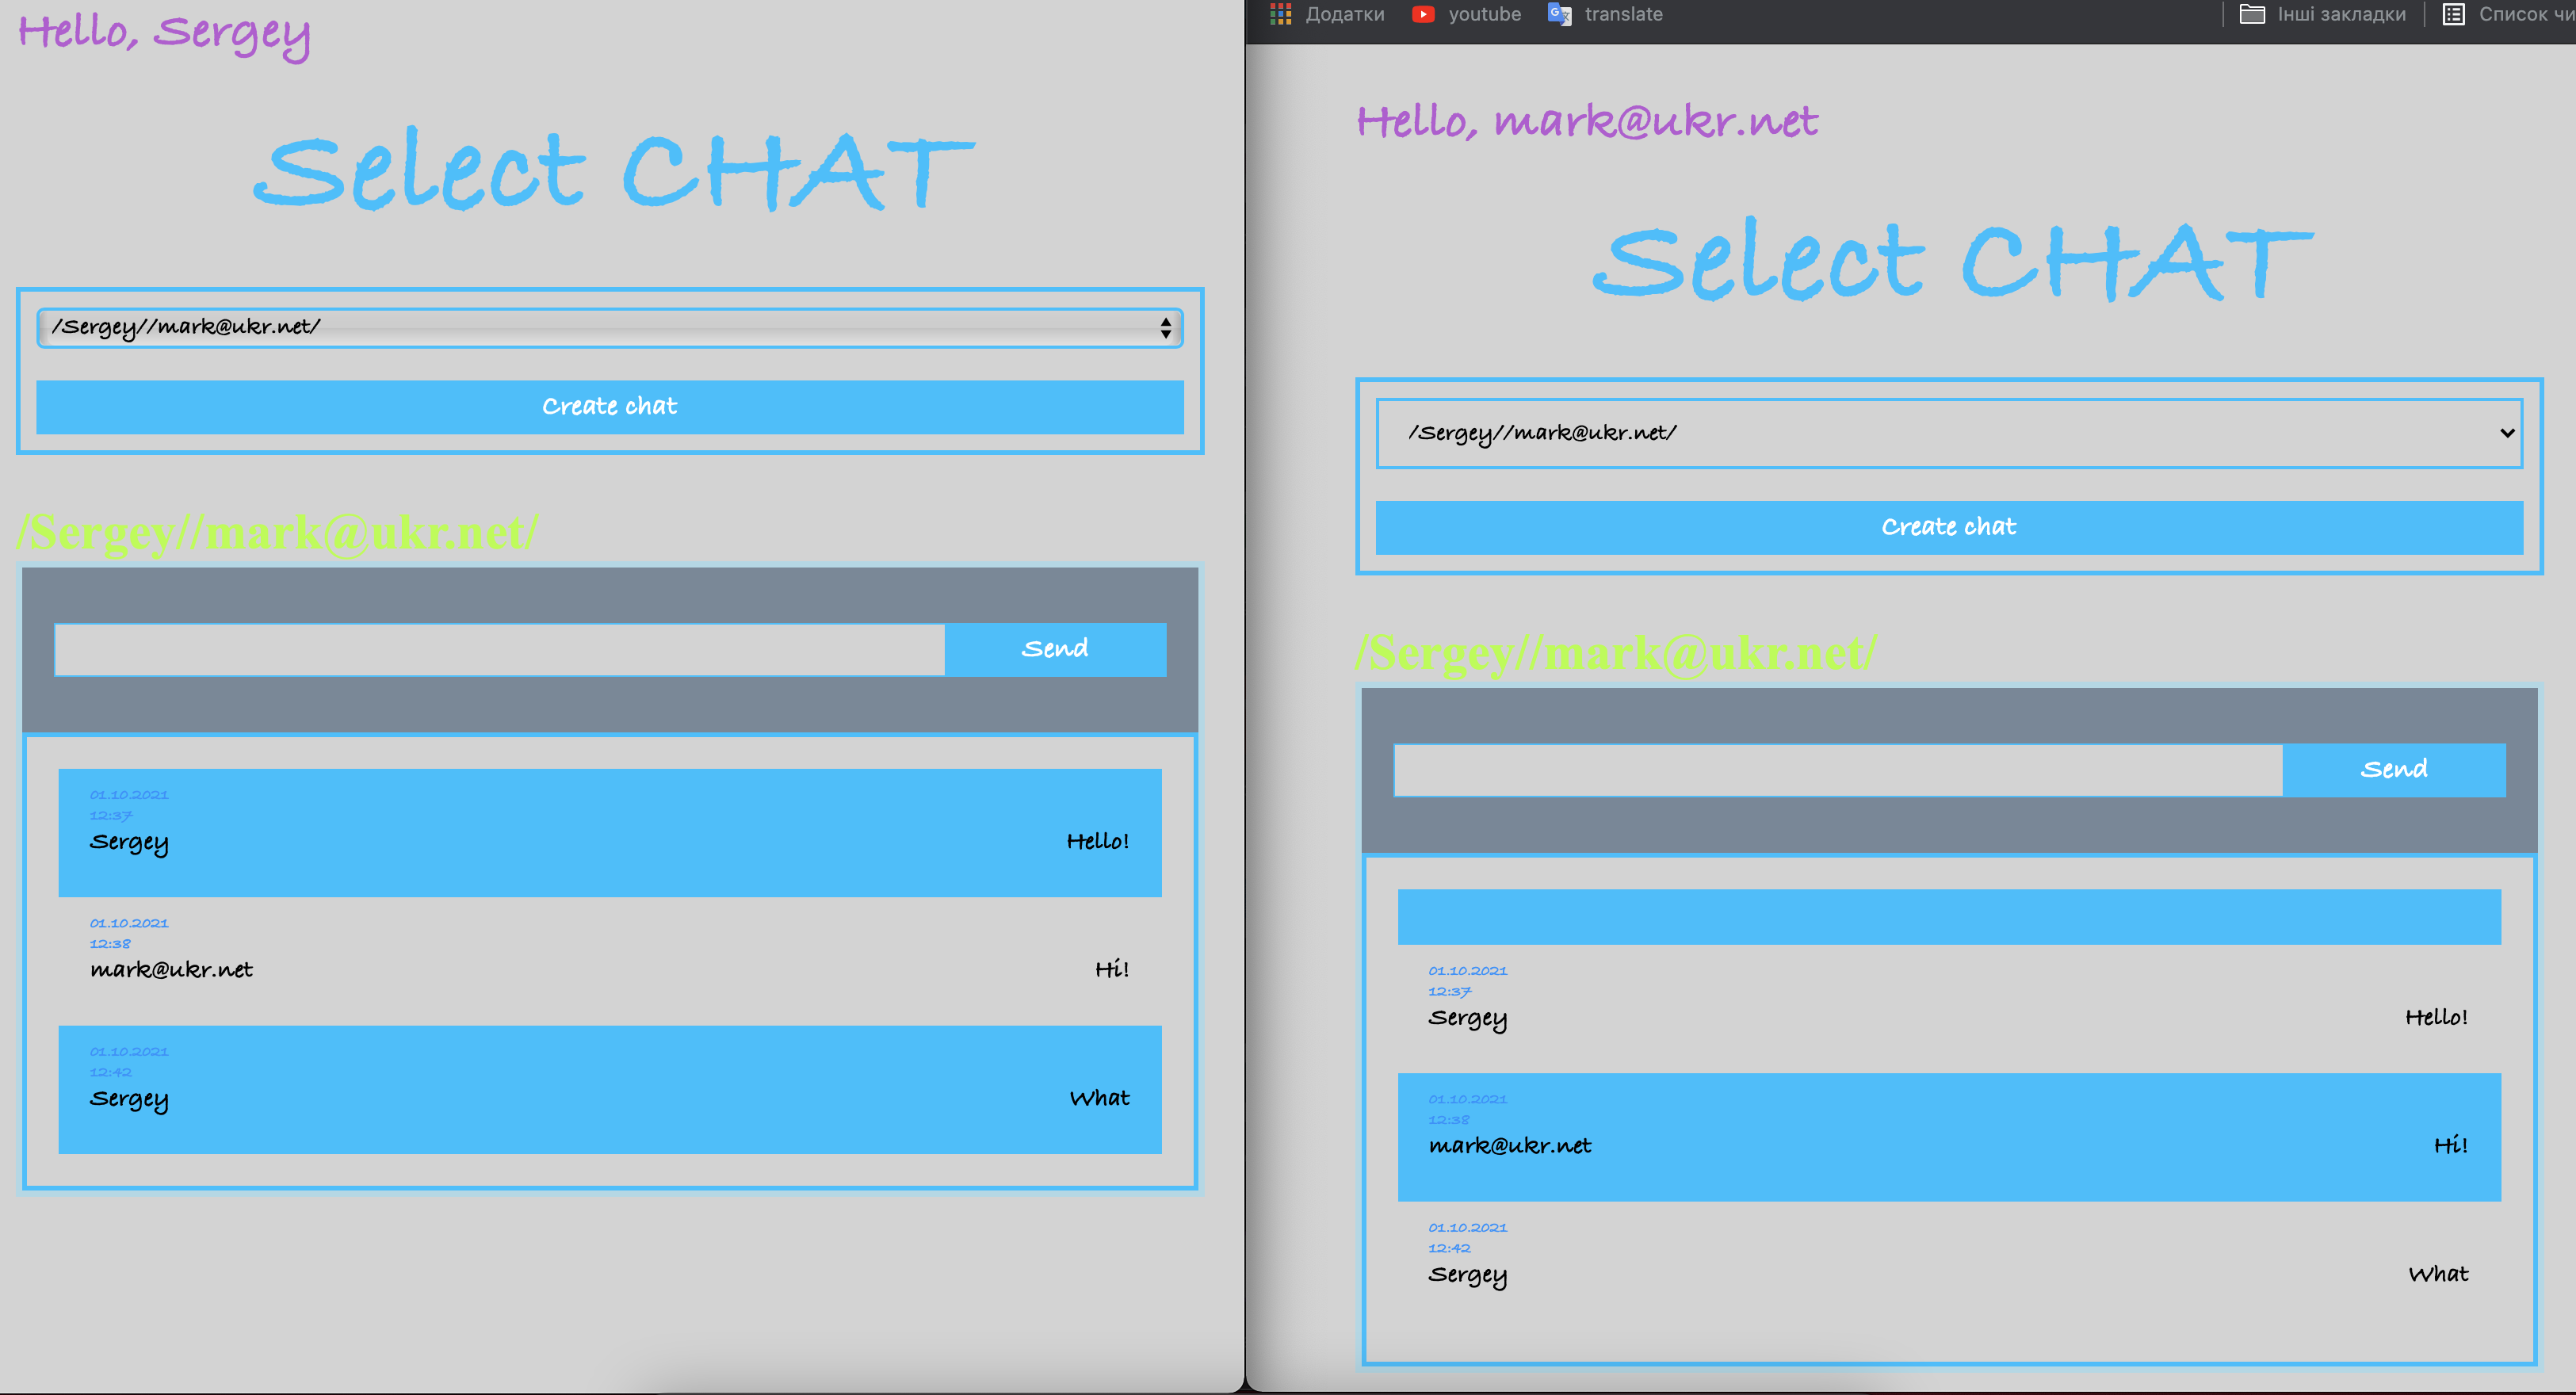 Hello, Sergey
Select CHAT
/Sergey//mark@ukr.net/
Create chat
/Sergey//mark@ukr.net/
Send
01.10.2021
12:37
Sergey
Hello!
01.10.2021
12:38
mark@ukr.net
Hi!
01.10.2021
12:42
Sergey
What
Додатки
youtube
translate
Інші закладки
Список чи
Hello, mark@ukr.net
Select CHAT
/Sergey//mark@ukr.net/
Create chat
/Sergey//mark@ukr.net/
Send
01.10.2021
12:37
Sergey
Hello!
01.10.2021
12:38
mark@ukr.net
Hi!
01.10.2021
12:42
Sergey
What